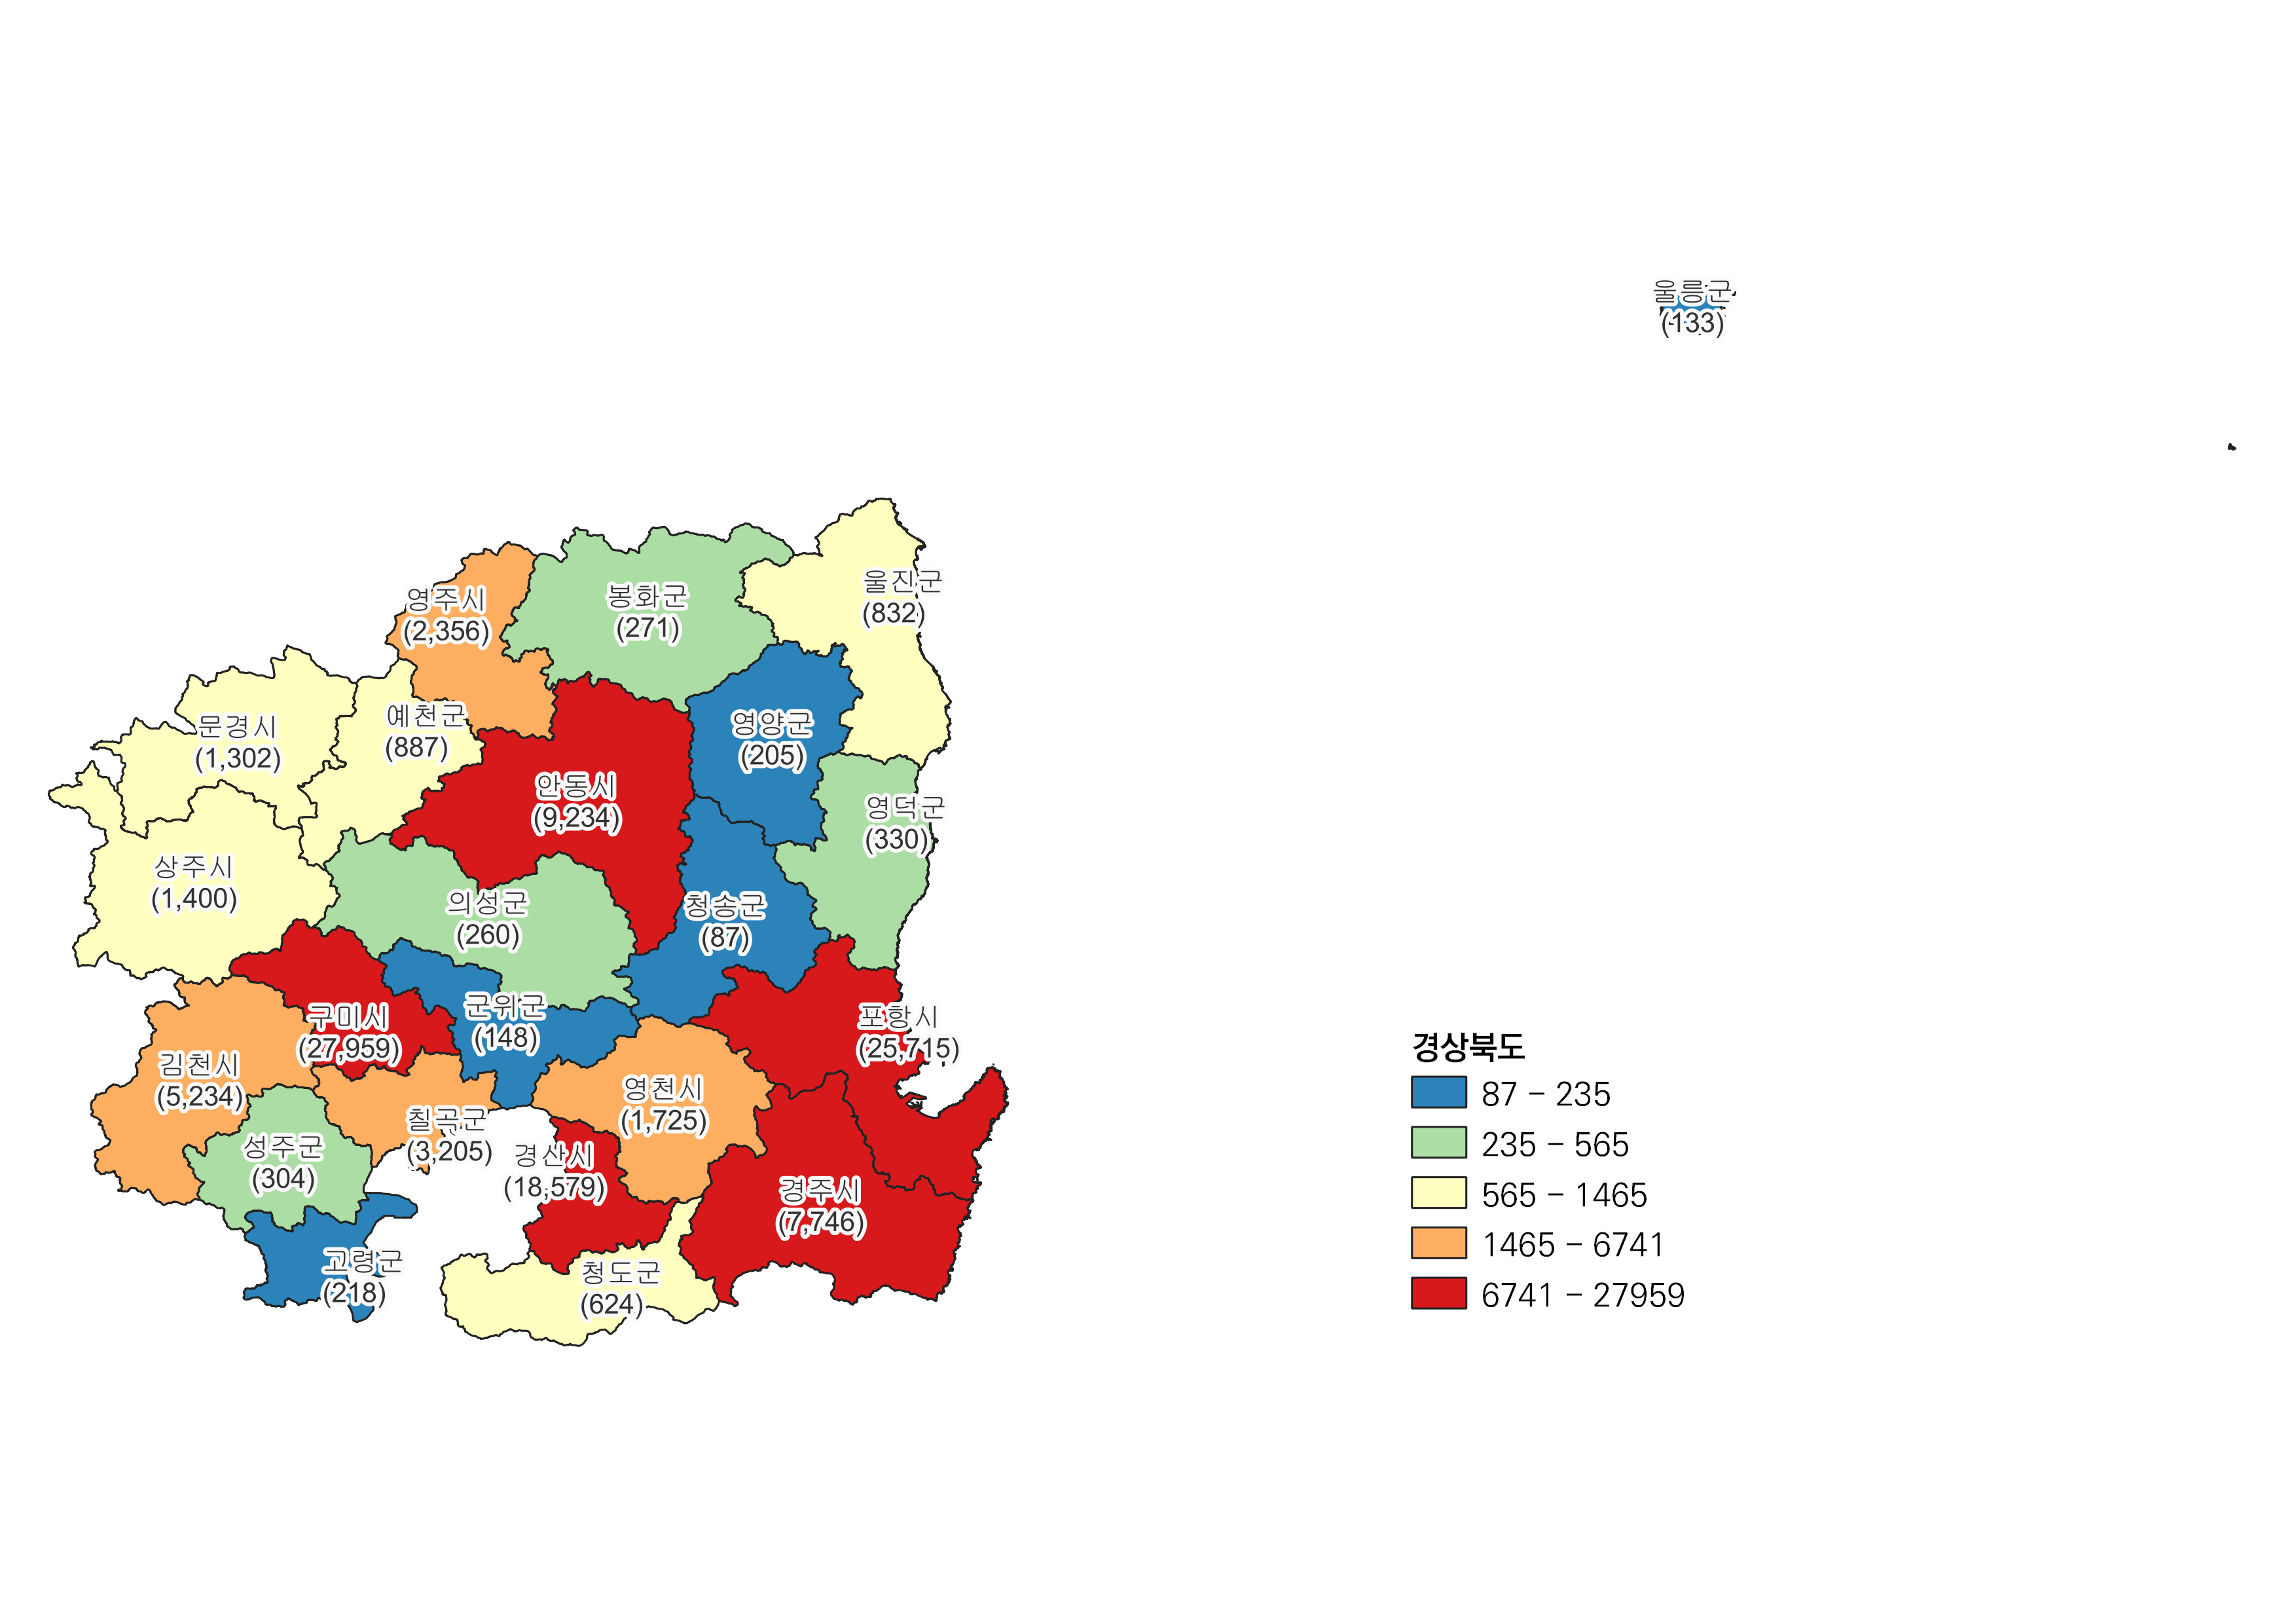 울릉군
(133)
울진군
(832)
봉화군
(271)
영주시
(2,356)
예천군
(887)
영양군
(205)
문경시
(1,302)
안동시
(9,234)
영덕군
(330)
상주시
(1,400)
의성군
(260)
청송군
(87)
군위군
(148)
구미시
(27,959)
포항시
(25,715)
김천시
(5,234)
영천시
(1,725)
칠곡군
(3,205)
성주군
(304)
경산시
(18,579)
경주시
(7,746)
고령군
(218)
청도군
(624)
경상북도
87 – 235
235 – 565
565 – 1465
1465 – 6741
6741 – 27959